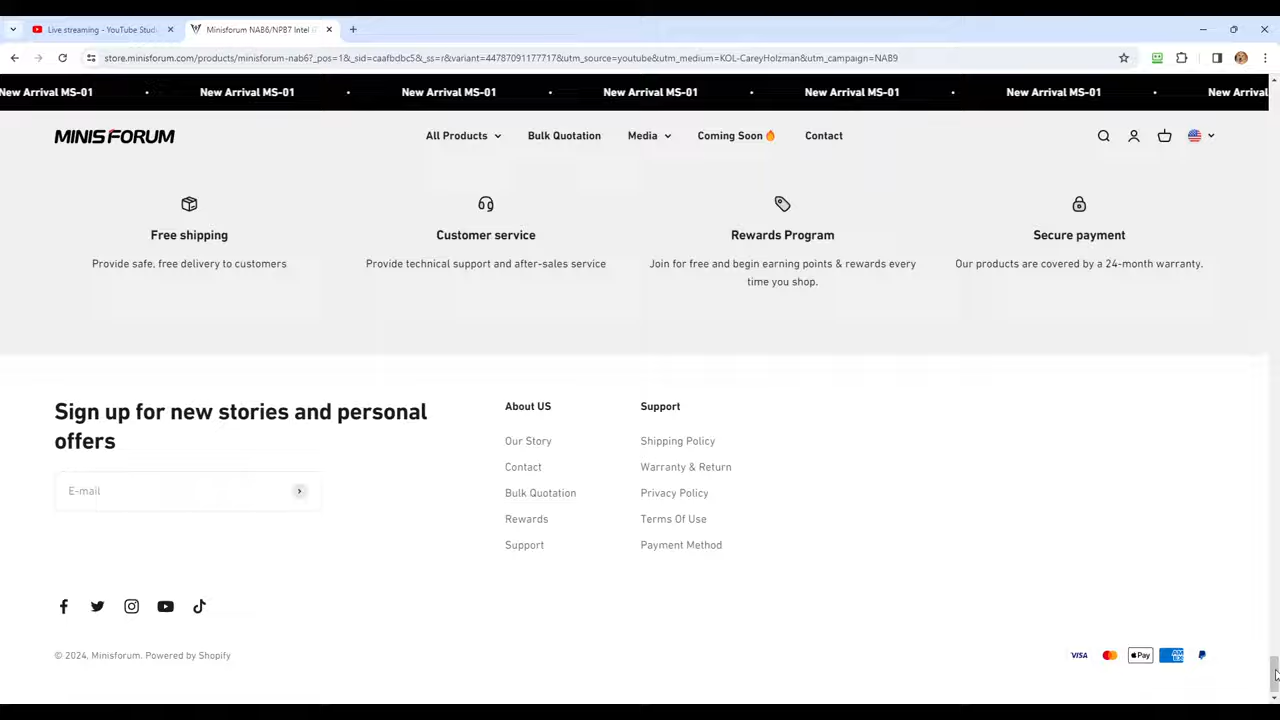 Live streaming - YouTube Stud
Minisforum NAB6/NPB7 Intel i7
store.minisforum.com/products/minisforum-nab6?_pos=1&_sid=caafbdbc5&_ss=r&variant=44787091177717&utm_source=youtube&utm_medium=KOL-CareyHolzman&utm_campaign=NAB9
New Arrival MS-01 • New Arrival MS-01 • New Arrival MS-01 • New Arrival MS-01 • New Arrival MS-01 • New Arrival MS-01 • New Arrival
MINISFORUM
All Products
Bulk Quotation
Media
Coming Soon🔥
Contact
Free shipping
Provide safe, free delivery to customers
Customer service
Provide technical support and after-sales service
Rewards Program
Join for free and begin earning points & rewards every
time you shop.
Secure payment
Our products are covered by a 24-month warranty.
Sign up for new stories and personal
offers
E-mail
About US
Our Story
Contact
Bulk Quotation
Rewards
Support
Support
Shipping Policy
Warranty & Return
Privacy Policy
Terms Of Use
Payment Method
© 2024, Minisforum. Powered by Shopify
VISA
Pay
AMEX